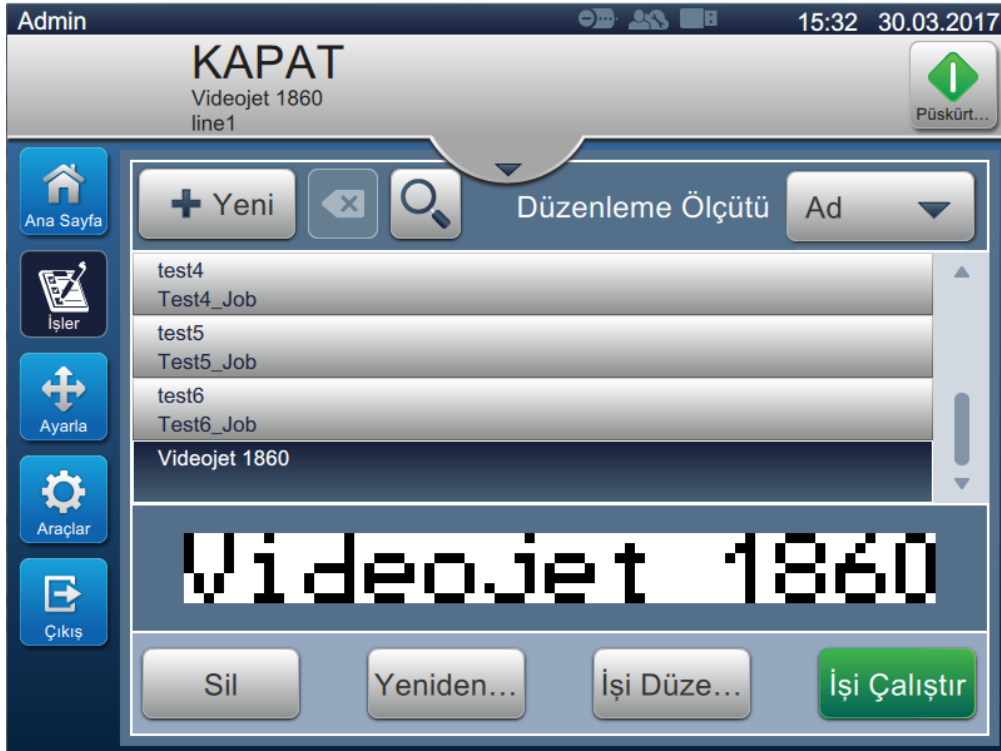 Admin 15:32 30.03.2017
KAPAT
Videojet 1860
line1
Püskürt...
Ana Sayfa
İşler
Ayarla
Araçlar
Çıkış
Yeni Düzenleme Ölçütü Ad
test4
Test4_Job
test5
Test5_Job
test6
Test6_Job
Videojet 1860
Videojet 1860
Sil Yeniden... İşi Düze... İşi Çalıştır